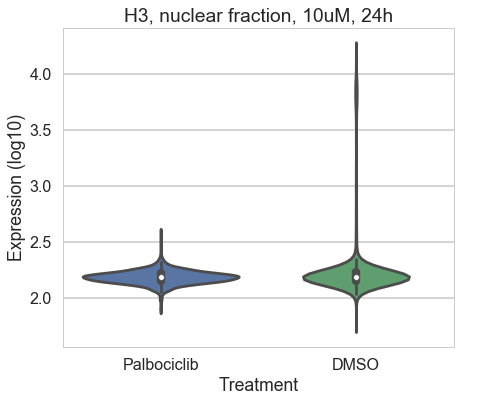 H3, nuclear fraction, 10uM, 24h
Expression (log10)
4.0
3.5
3.0
2.5
2.0
Palbociclib DMSO
Treatment